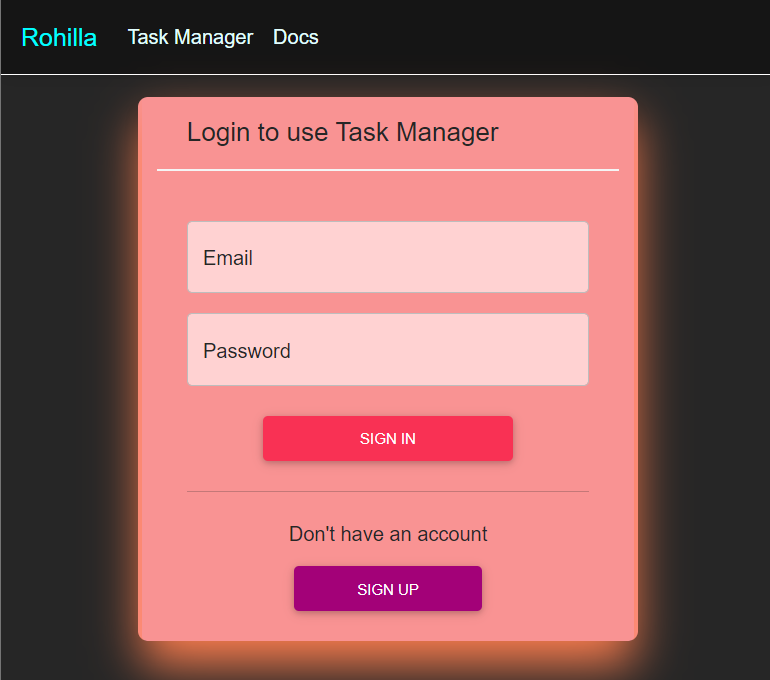 Rohilla Task Manager Docs
Login to use Task Manager
Email
Password
SIGN IN
Don't have an account
SIGN UP